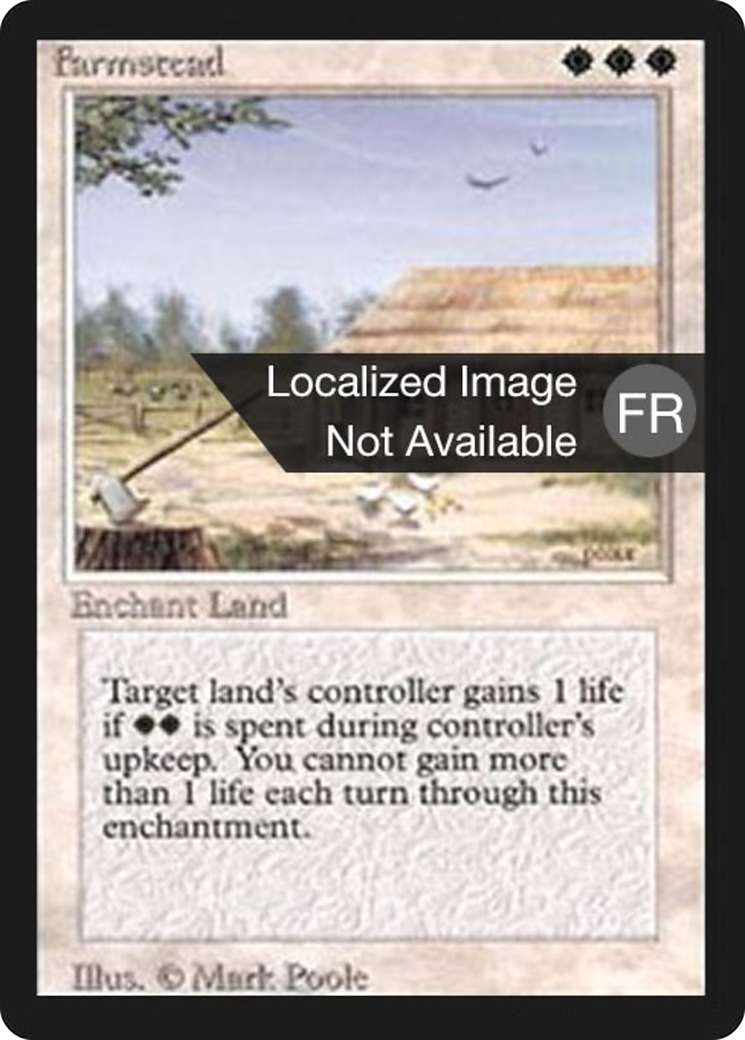 Farmstead
Localized Image
Not Available
FR
POOLE
Enchant Land
Target land's controller gains 1 life
if is spent during controller's
upkeep. You cannot gain more
than 1 life each turn through this
enchantment.
Illus. © Mark Poole